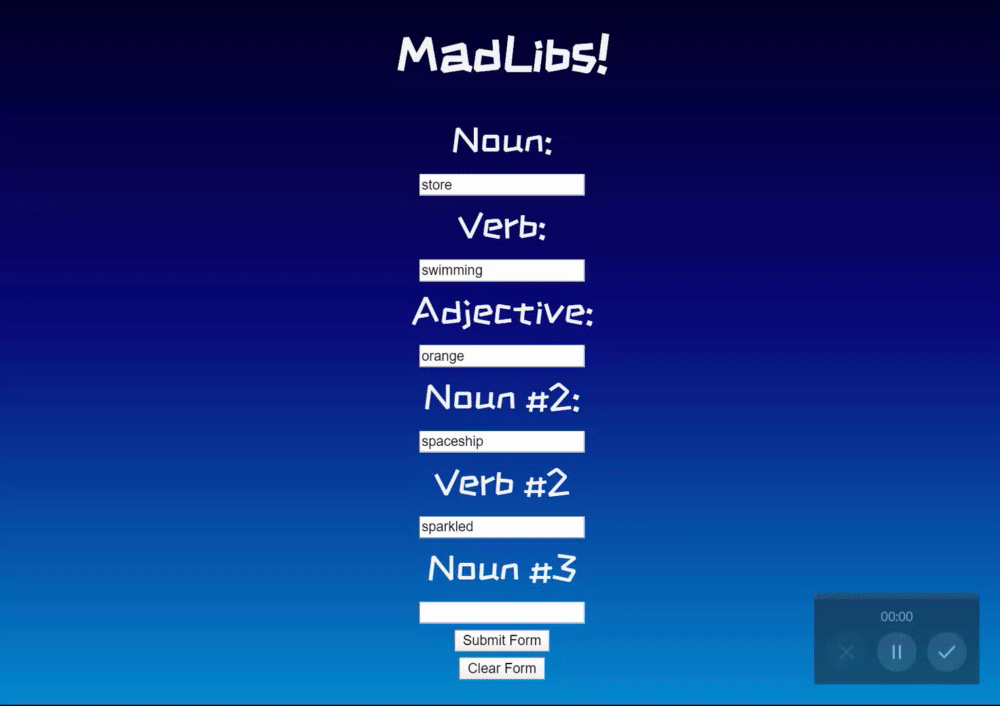 MadLibs!
Noun:
store
Verb:
swimming
Adjective:
orange
Noun #2:
spaceship
Verb #2
sparkled
Noun #3
Submit Form
Clear Form
00:00